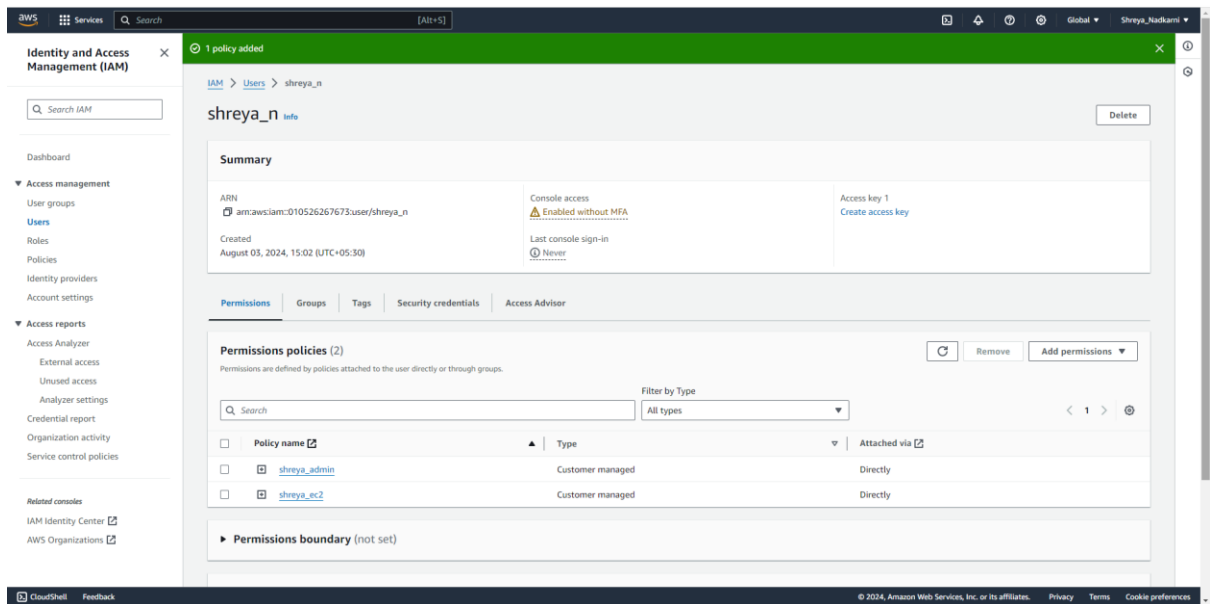 aws Services Search [Alt+S] Global Shreya_Nadkarni
Identity and Access Management (IAM)
Search IAM
Dashboard
Access management
User groups
Users
Roles
Policies
Identity providers
Account settings
Access reports
Access Analyzer
External access
Unused access
Analyzer settings
Credential report
Organization activity
Service control policies
Related consoles
IAM Identity Center
AWS Organizations
1 policy added
IAM > Users > shreya_n
shreya_n Info
Delete
Summary
ARN
arn:aws:iam::010526267673:user/shreya_n
Console access
Enabled without MFA
Access key 1
Create access key
Created
August 03, 2024, 15:02 (UTC+05:30)
Last console sign-in
Never
Permissions Groups Tags Security credentials Access Advisor
Permissions policies (2)
Permissions are defined by policies attached to the user directly or through groups.
Remove
Add permissions
Filter by Type
Search
All types
1
Policy name Type Attached via
shreya_admin Customer managed Directly
shreya_ec2 Customer managed Directly
Permissions boundary (not set)
CloudShell Feedback © 2024, Amazon Web Services, Inc. or its affiliates. Privacy Terms Cookie preferences